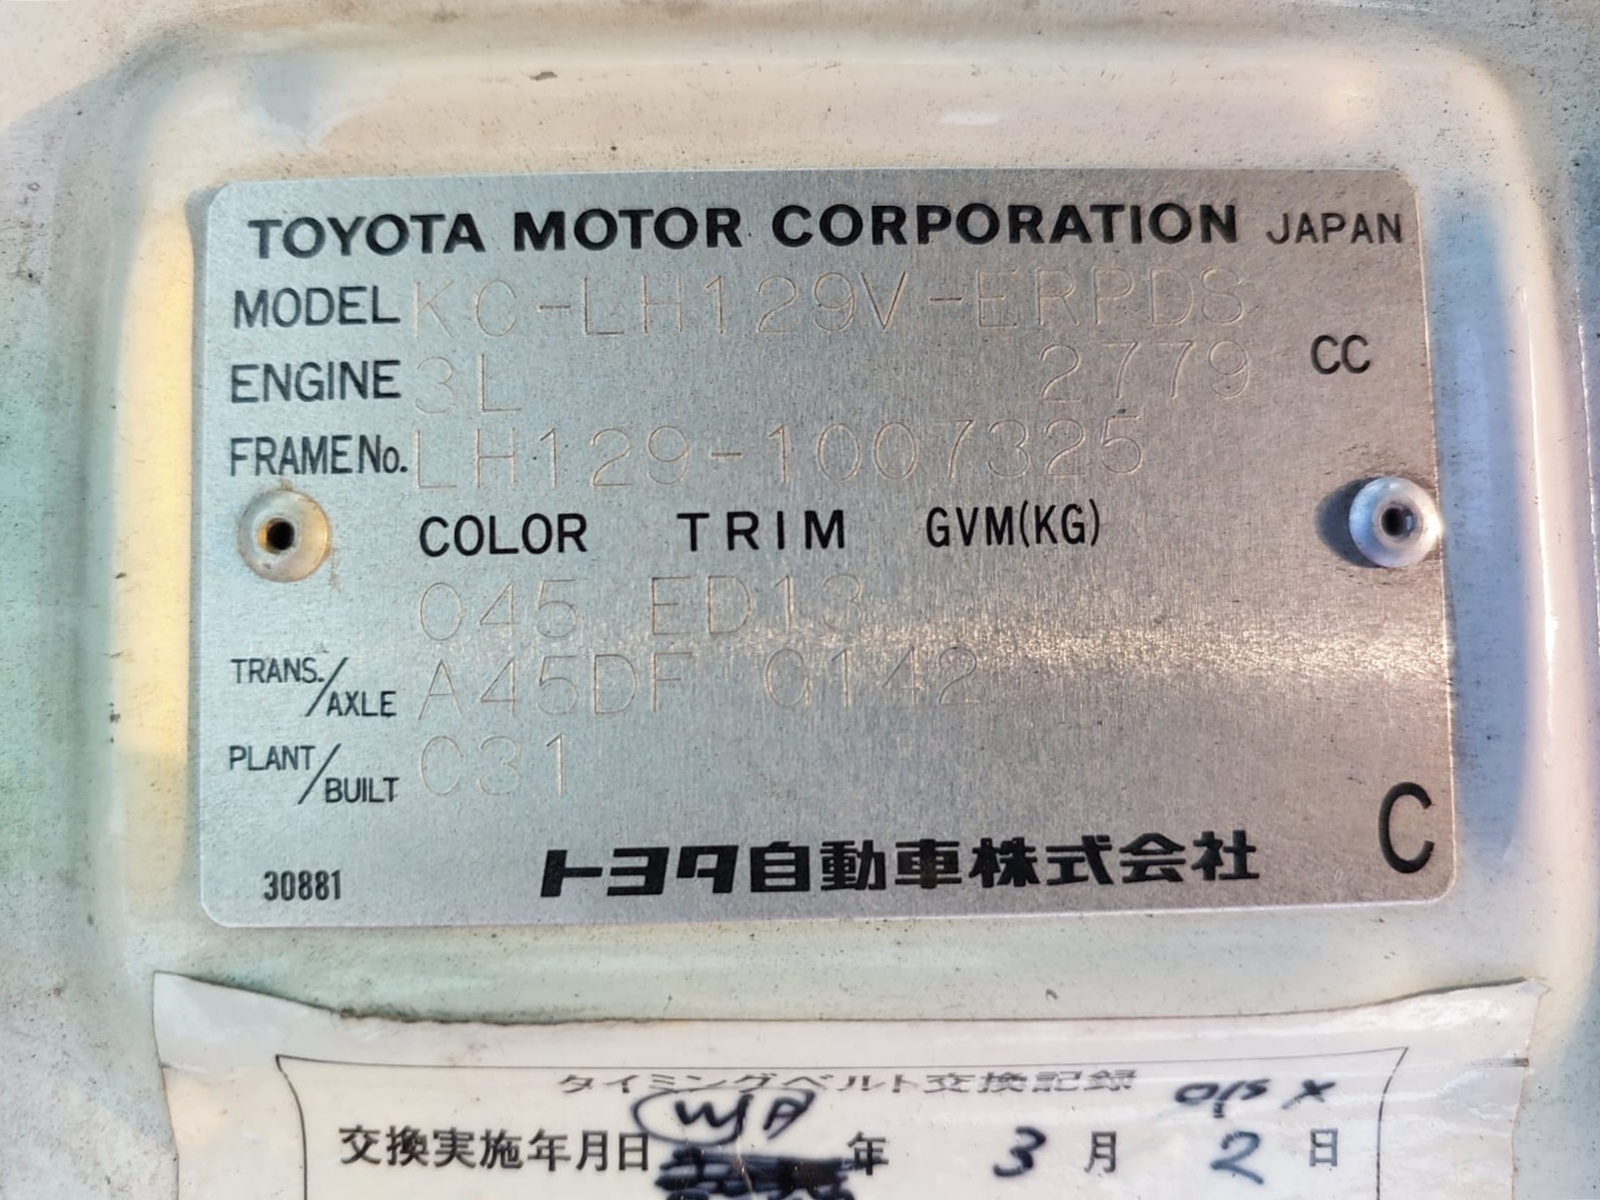 TOYOTA MOTOR CORPORATION JAPAN
MODEL KC-LH129V-ERPDS
ENGINE 3L 2779 CC
FRAME No. LH129-1007325
COLOR TRIM GVM(KG)
045 ED13
TRANS./AXLE A45DF G142
PLANT/BUILT C31
C
30881 トヨタ自動車株式会社
タイミングベルト交換記録
交換実施年月日 年 3 月 2 日